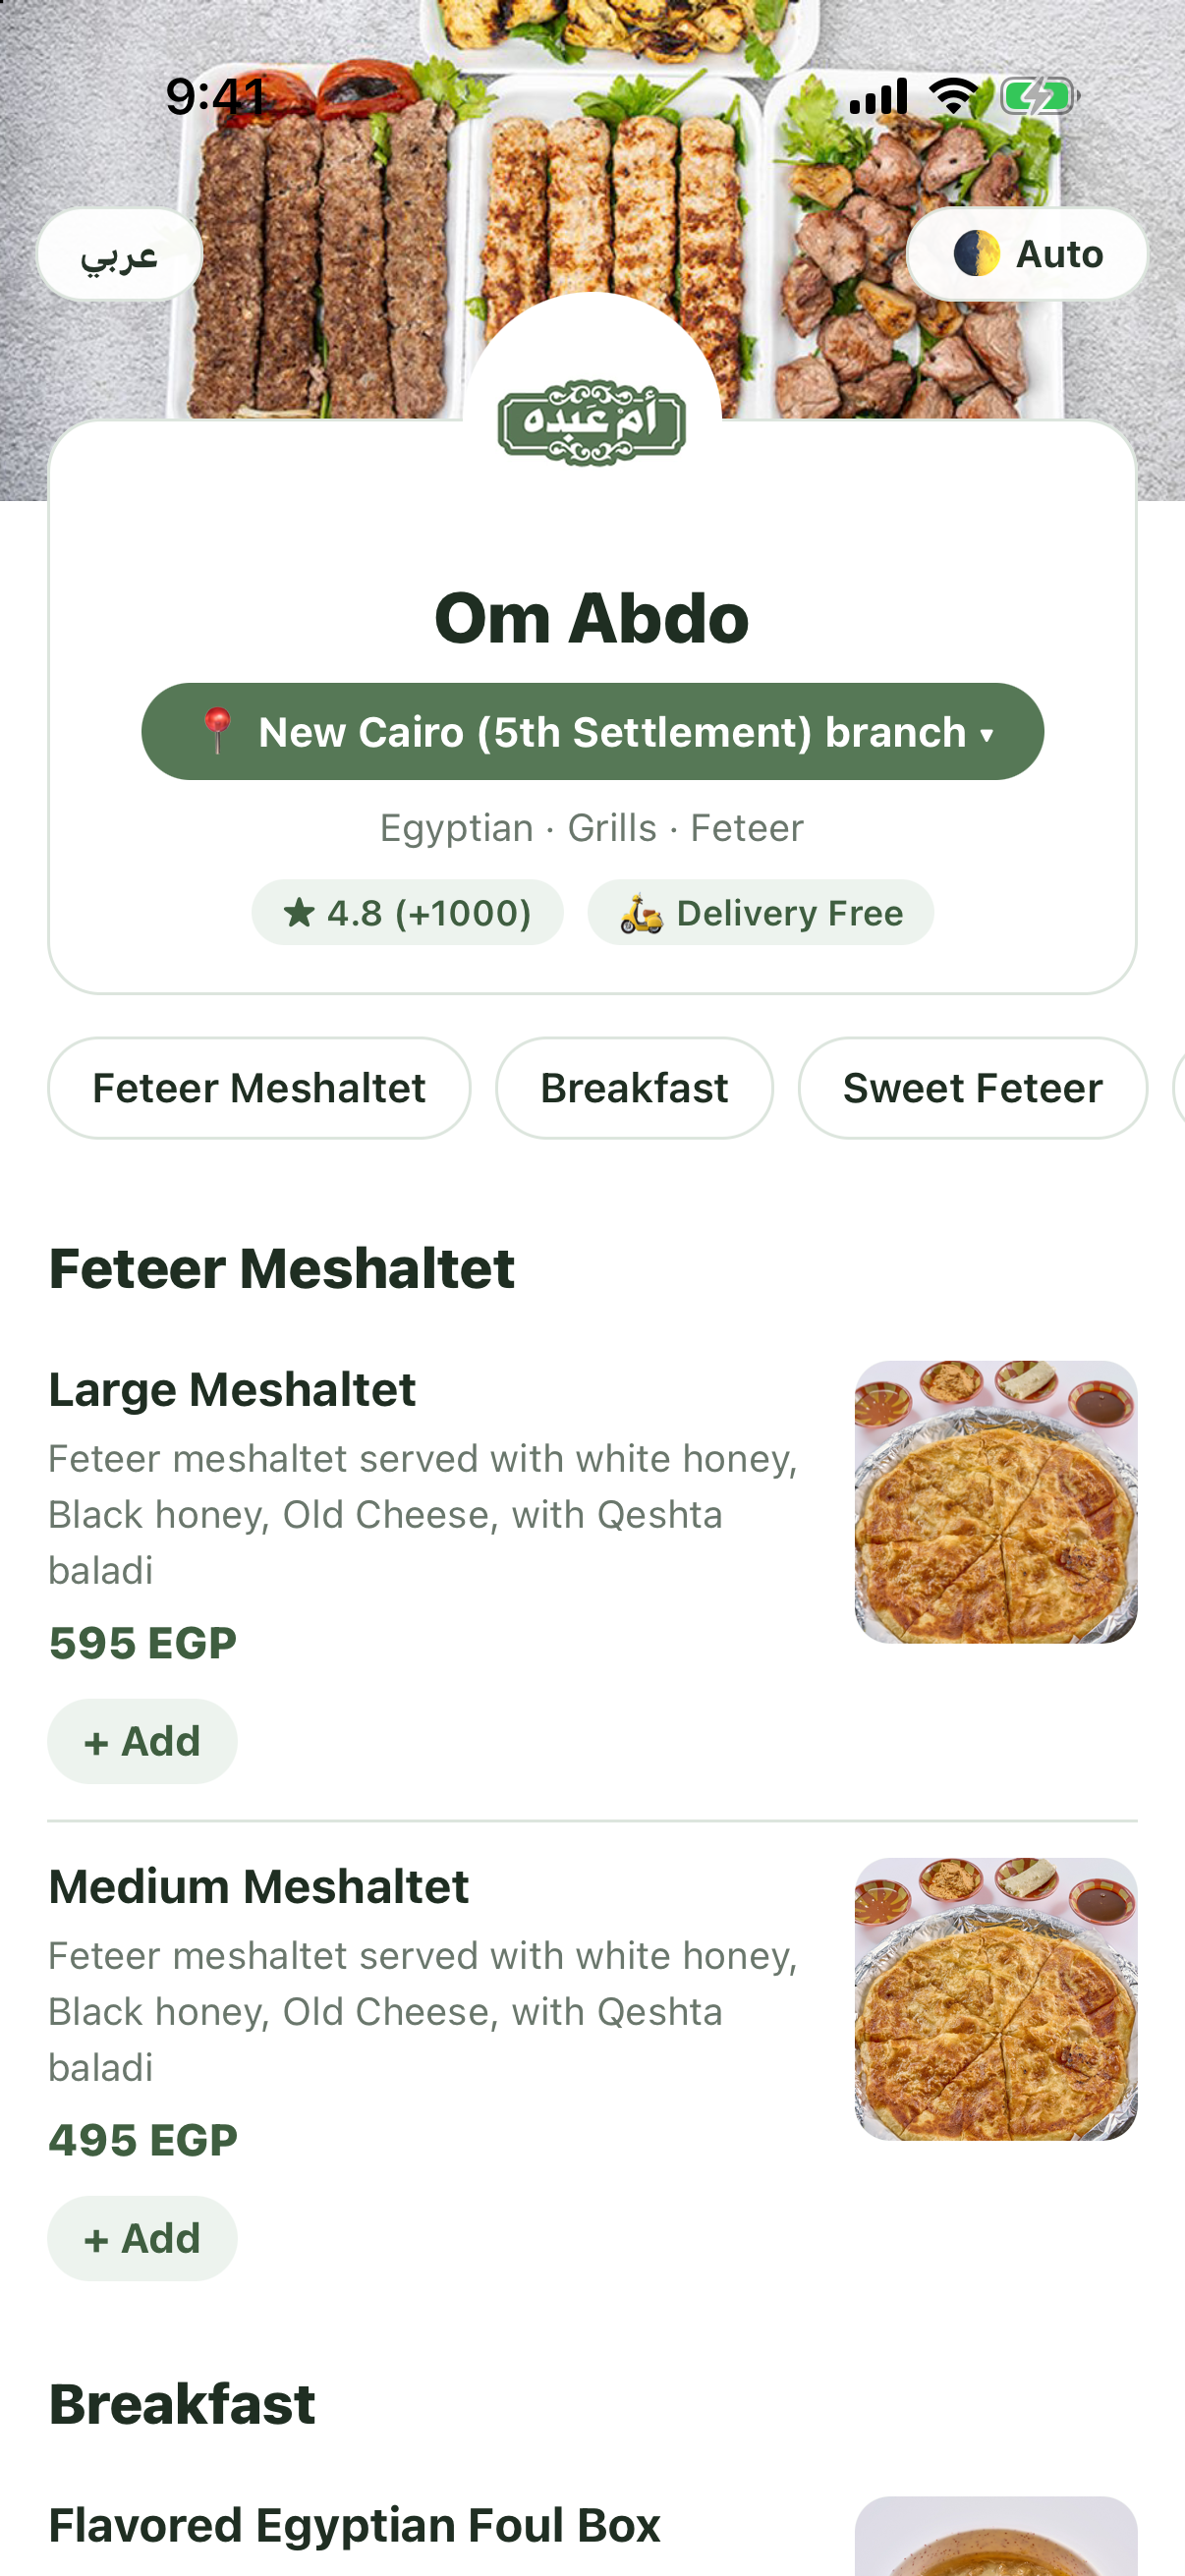 9:41
عربي
🌗 Auto
أم عبده
Om Abdo
📍 New Cairo (5th Settlement) branch ▾
Egyptian · Grills · Feteer
★ 4.8 (+1000)
🛵 Delivery Free
Feteer Meshaltet
Breakfast
Sweet Feteer
Feteer Meshaltet
Large Meshaltet
Feteer meshaltet served with white honey,
Black honey, Old Cheese, with Qeshta
baladi
595 EGP
+ Add
Medium Meshaltet
Feteer meshaltet served with white honey,
Black honey, Old Cheese, with Qeshta
baladi
495 EGP
+ Add
Breakfast
Flavored Egyptian Foul Box